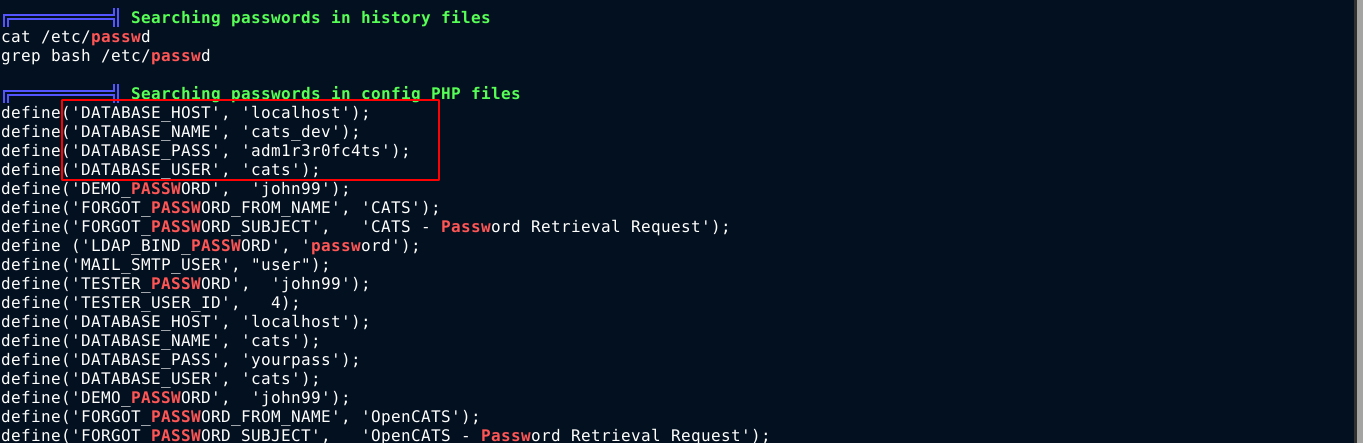 Searching passwords in history files
cat /etc/passwd
grep bash /etc/passwd
Searching passwords in config PHP files
define('DATABASE_HOST', 'localhost');
define('DATABASE_NAME', 'cats_dev');
define('DATABASE_PASS', 'adm1r3r0fc4ts');
define('DATABASE_USER', 'cats');
define('DEMO_PASSWORD',  'john99');
define('FORGOT_PASSWORD_FROM_NAME', 'CATS');
define('FORGOT_PASSWORD_SUBJECT',   'CATS - Password Retrieval Request');
define ('LDAP_BIND_PASSWORD', 'password');
define('MAIL_SMTP_USER', "user");
define('TESTER_PASSWORD',  'john99');
define('TESTER_USER_ID',   4);
define('DATABASE_HOST', 'localhost');
define('DATABASE_NAME', 'cats');
define('DATABASE_PASS', 'yourpass');
define('DATABASE_USER', 'cats');
define('DEMO_PASSWORD',  'john99');
define('FORGOT_PASSWORD_FROM_NAME', 'OpenCATS');
define('FORGOT_PASSWORD_SUBJECT',   'OpenCATS - Password Retrieval Request');